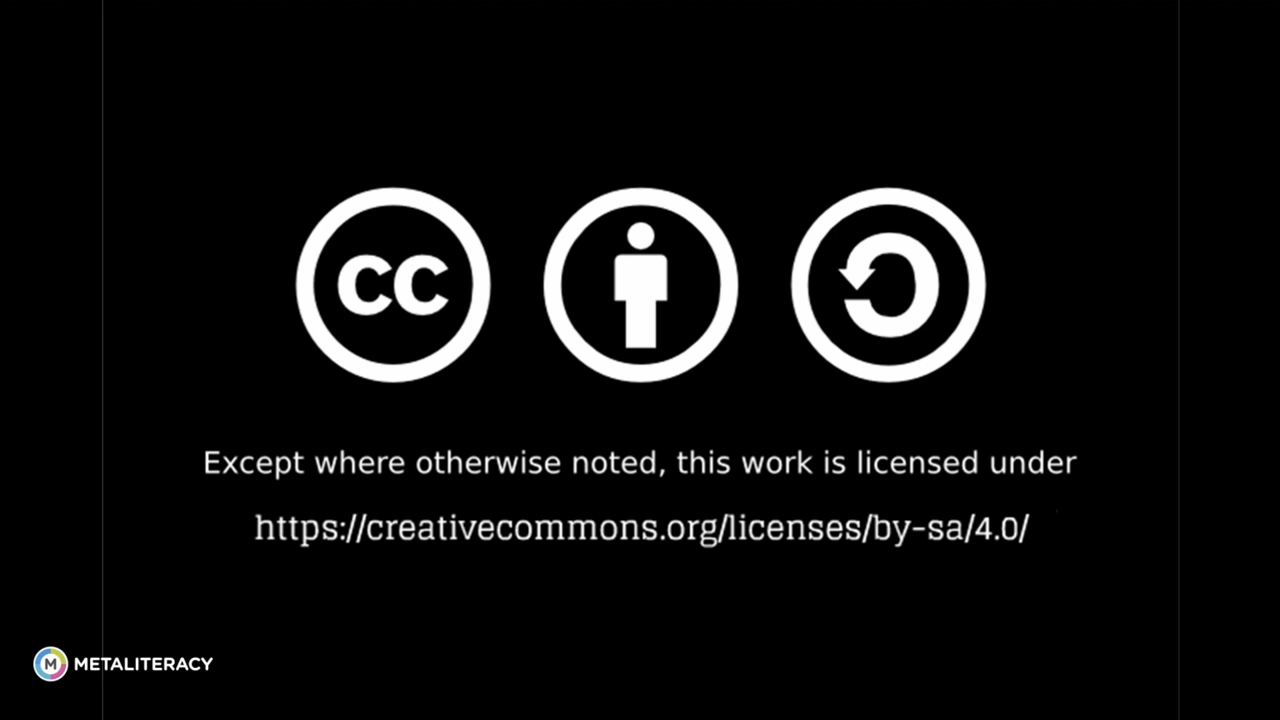 cc
Except where otherwise noted, this work is licensed under
https://creativecommons.org/licenses/by-sa/4.0/
M METALITERACY